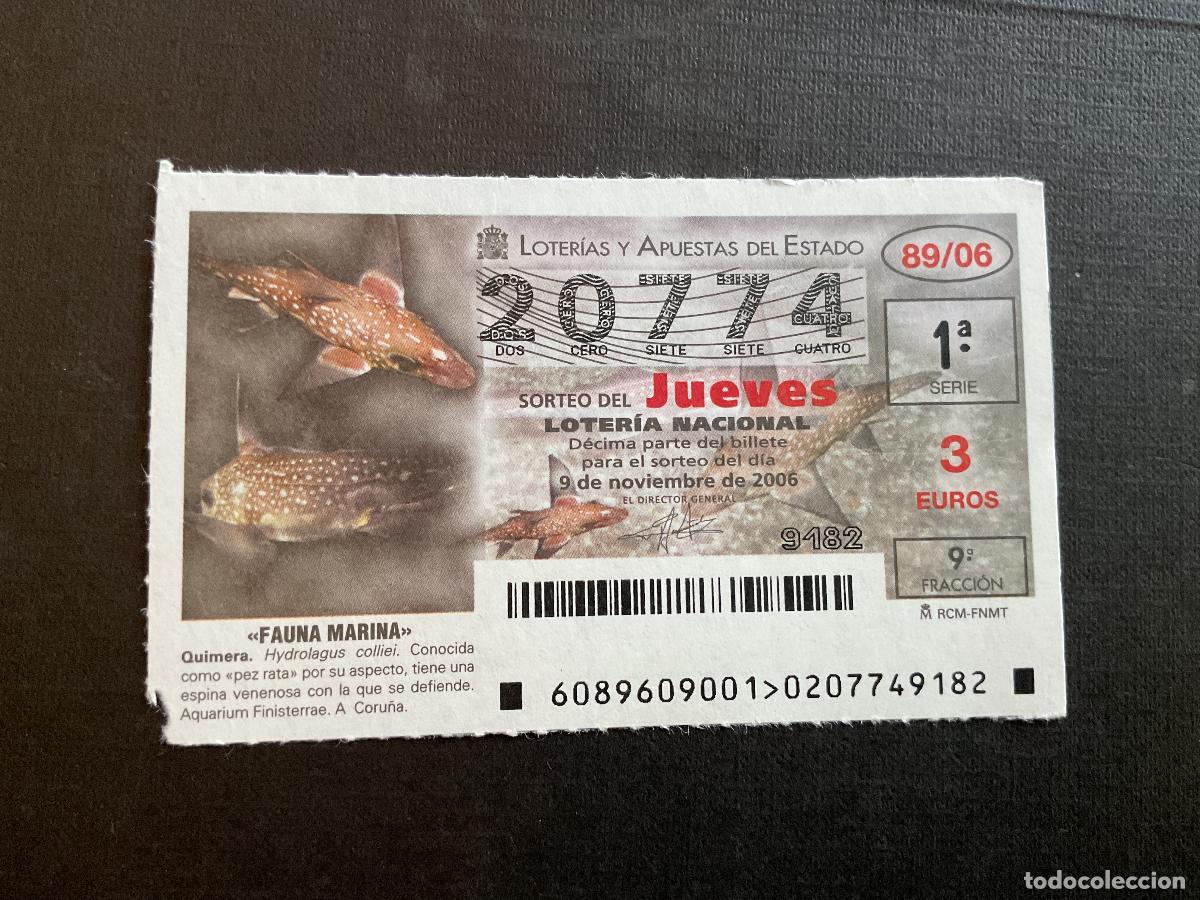 LOTERÍAS Y APUESTAS DEL ESTADO
89/06
20774
DOS CERO SIETE SIETE CUATRO
1ª
SERIE
SORTEO DEL Jueves
LOTERÍA NACIONAL
Décima parte del billete
para el sorteo del día
9 de noviembre de 2006
EL DIRECTOR GENERAL
9182
3
EUROS
9ª
FRACCIÓN
RCM-FNMT
«FAUNA MARINA»
Quimera. Hydrolagus colliei. Conocida
como «pez rata» por su aspecto, tiene una
espina venenosa con la que se defiende.
Aquarium Finisterrae. A Coruña.
6089609001>0207749182
todocoleccion